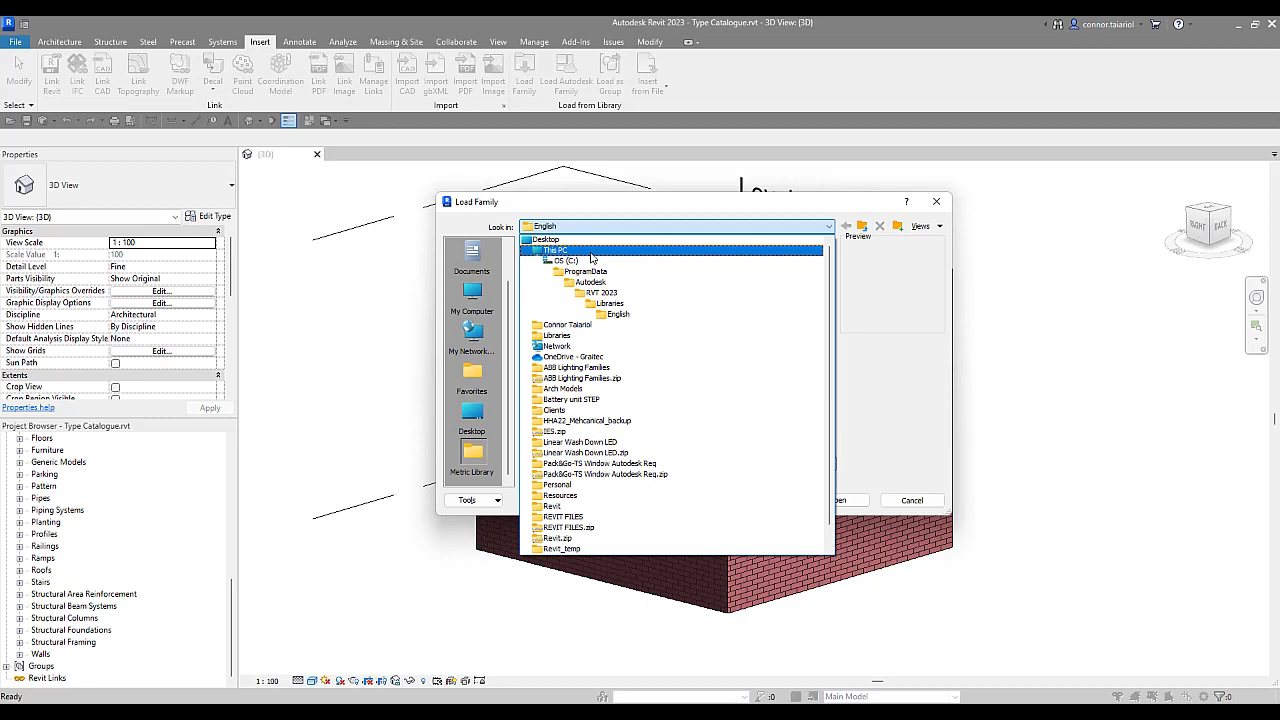 Autodesk Revit 2023 - Type Catalogue.rvt - 3D View: {3D}
connor.taiariol
File Architecture Structure Steel Precast Systems Insert Annotate Analyze Massing & Site Collaborate View Manage Add-Ins Issues Modify
Modify
Link Revit
Link IFC
Link CAD
Link Topography
DWF Markup
Decal
Point Cloud
Coordination Model
Link PDF
Link Image
Manage Links
Import CAD
Import gbXML
Import PDF
Import Image
Load Family
Load Autodesk Family
Load as Group
Insert from File
Select
Link
Import
Load from Library
Properties
{3D}
3D View
3D View: {3D}
Edit Type
Graphics
View Scale 1 : 100
Scale Value 1: 100
Detail Level Fine
Parts Visibility Show Original
Visibility/Graphics Overrides Edit...
Graphic Display Options Edit...
Discipline Architectural
Show Hidden Lines By Discipline
Default Analysis Display Style None
Show Grids Edit...
Sun Path
Extents
Crop View
Crop Region Visible
Properties help
Apply
Project Browser - Type Catalogue.rvt
Floors
Furniture
Generic Models
Parking
Pattern
Pipes
Piping Systems
Planting
Profiles
Railings
Ramps
Roofs
Stairs
Structural Area Reinforcement
Structural Beam Systems
Structural Columns
Structural Foundations
Structural Framing
Walls
Groups
Revit Links
Load Family
Look in: English
Views
Preview
Documents
My Computer
My Network...
Favorites
Desktop
Metric Library
Tools
Desktop
This PC
OS (C:)
ProgramData
Autodesk
RVT 2023
Libraries
English
Connor Taiariol
Libraries
Network
OneDrive - Graitec
ABB Lighting Families
ABB Lighting Families.zip
Arch Models
Battery unit STEP
Clients
HHA22_Mehcanical_backup
IES.zip
Linear Wash Down LED
Linear Wash Down LED.zip
Pack&Go-TS Window Autodesk Req
Pack&Go-TS Window Autodesk Req.zip
Personal
Resources
Revit
REVIT FILES
REVIT FILES.zip
Revit.zip
Revit_temp
Cancel
RIGHT
BACK
1 : 100
Ready
:0
Main Model
:0